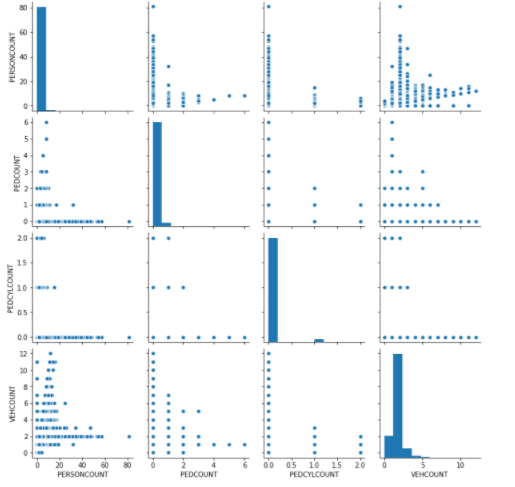 80
60
40
20
0
PERSONCOUNT
6
5
4
3
2
1
0
PEDCOUNT
2.0
1.5
1.0
0.5
0.0
PEDCYLCOUNT
12
10
8
6
4
2
0
VEHCOUNT
0 20 40 60 80
PERSONCOUNT
0 2 4 6
PEDCOUNT
0.0 0.5 1.0 1.5 2.0
PEDCYLCOUNT
0 5 10
VEHCOUNT